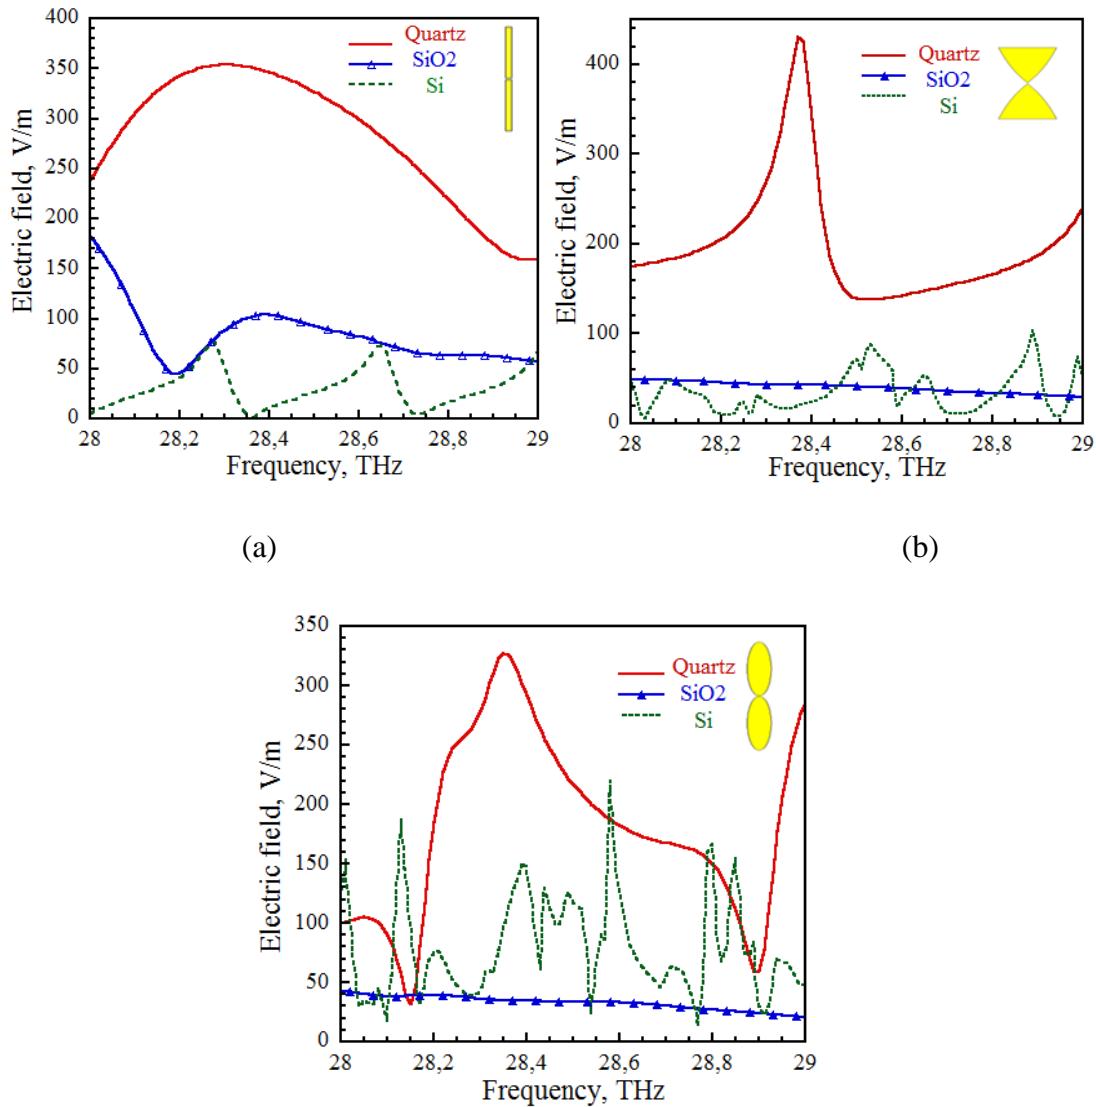 400
350
300
250
200
150
100
50
0
Electric field, V/m
Quartz
SiO2
Si
28 28,2 28,4 28,6 28,8 29
Frequency, THz
(a)
400
300
200
100
0
Electric field, V/m
Quartz
SiO2
Si
28 28,2 28,4 28,6 28,8 29
Frequency, THz
(b)
350
300
250
200
150
100
50
0
Electric field, V/m
Quartz
SiO2
Si
28 28,2 28,4 28,6 28,8 29
Frequency, THz